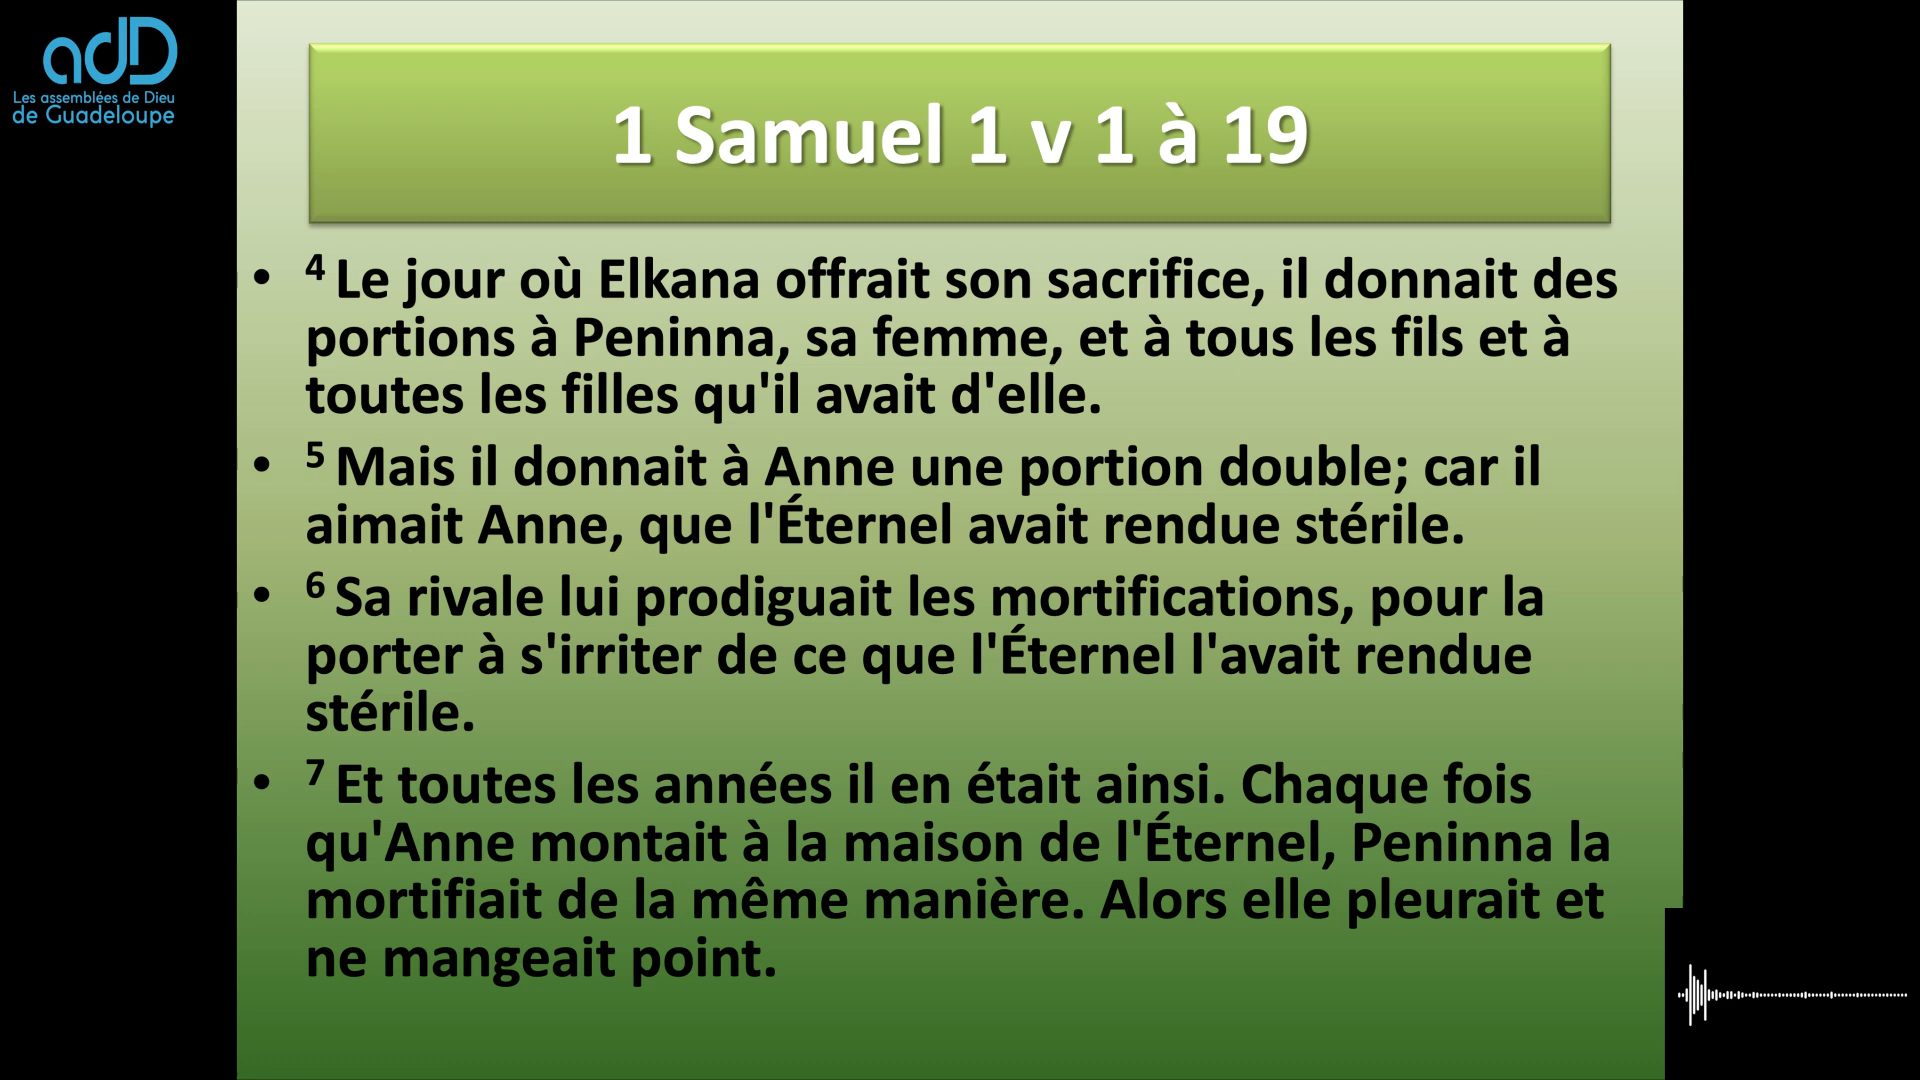 adD
Les assemblées de Dieu
de Guadeloupe
1 Samuel 1 v 1 à 19
• 4 Le jour où Elkana offrait son sacrifice, il donnait des
portions à Peninna, sa femme, et à tous les fils et à
toutes les filles qu'il avait d'elle.
• 5 Mais il donnait à Anne une portion double; car il
aimait Anne, que l'Éternel avait rendue stérile.
• 6 Sa rivale lui prodiguait les mortifications, pour la
porter à s'irriter de ce que l'Éternel l'avait rendue
stérile.
• 7 Et toutes les années il en était ainsi. Chaque fois
qu'Anne montait à la maison de l'Éternel, Peninna la
mortifiait de la même manière. Alors elle pleurait et
ne mangeait point.